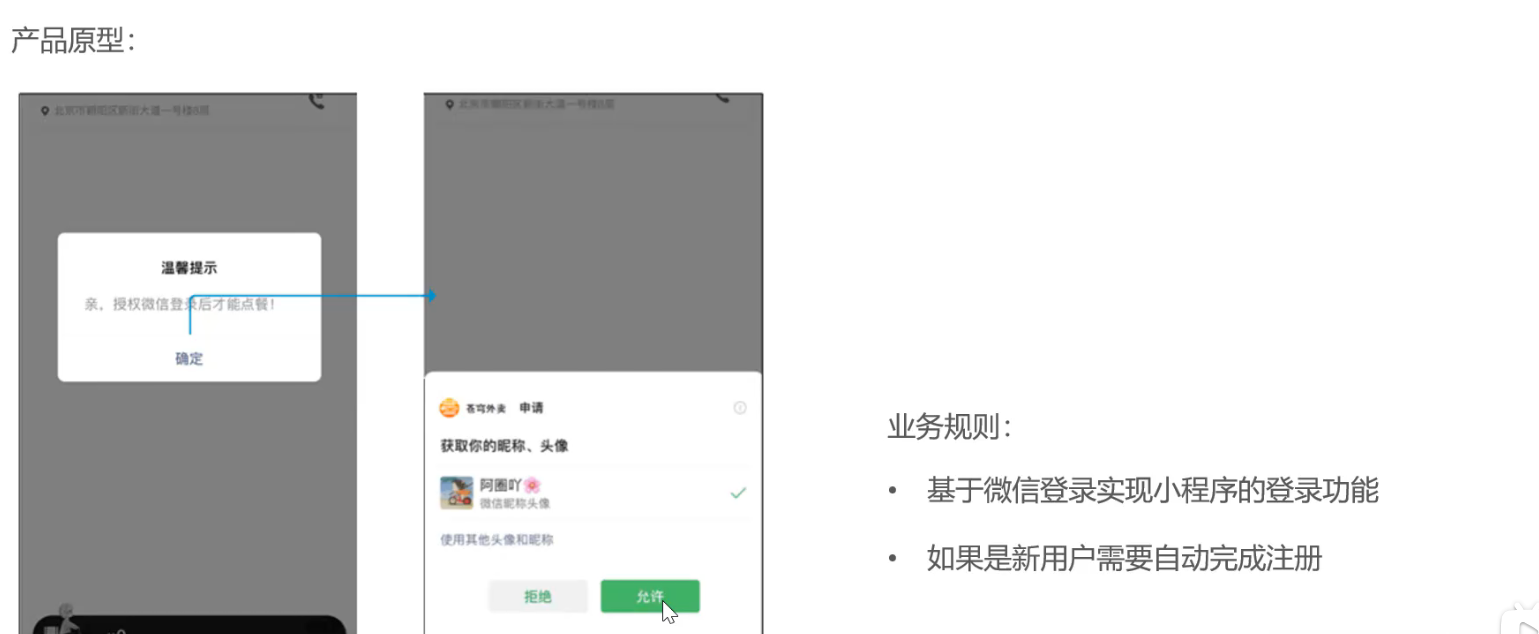 产品原型：
北京市朝阳区新街大道一号楼8层
北京市朝阳区新街大道一号楼8层
温馨提示
亲，授权微信登录后才能点餐！
确定
苍穹外卖 申请
获取你的昵称、头像
阿圈吖🌸
微信昵称头像
使用其他头像和昵称
拒绝
允许
业务规则：
• 基于微信登录实现小程序的登录功能
• 如果是新用户需要自动完成注册